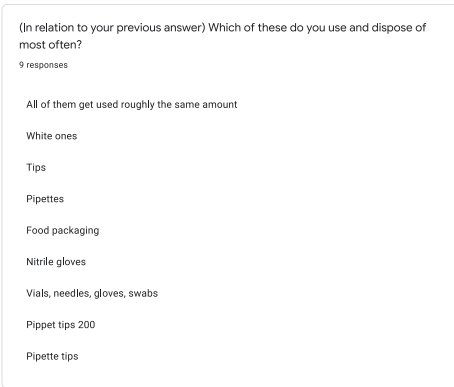 (In relation to your previous answer) Which of these do you use and dispose of
most often?
9 responses
All of them get used roughly the same amount
White ones
Tips
Pipettes
Food packaging
Nitrile gloves
Vials, needles, gloves, swabs
Pippet tips 200
Pipette tips